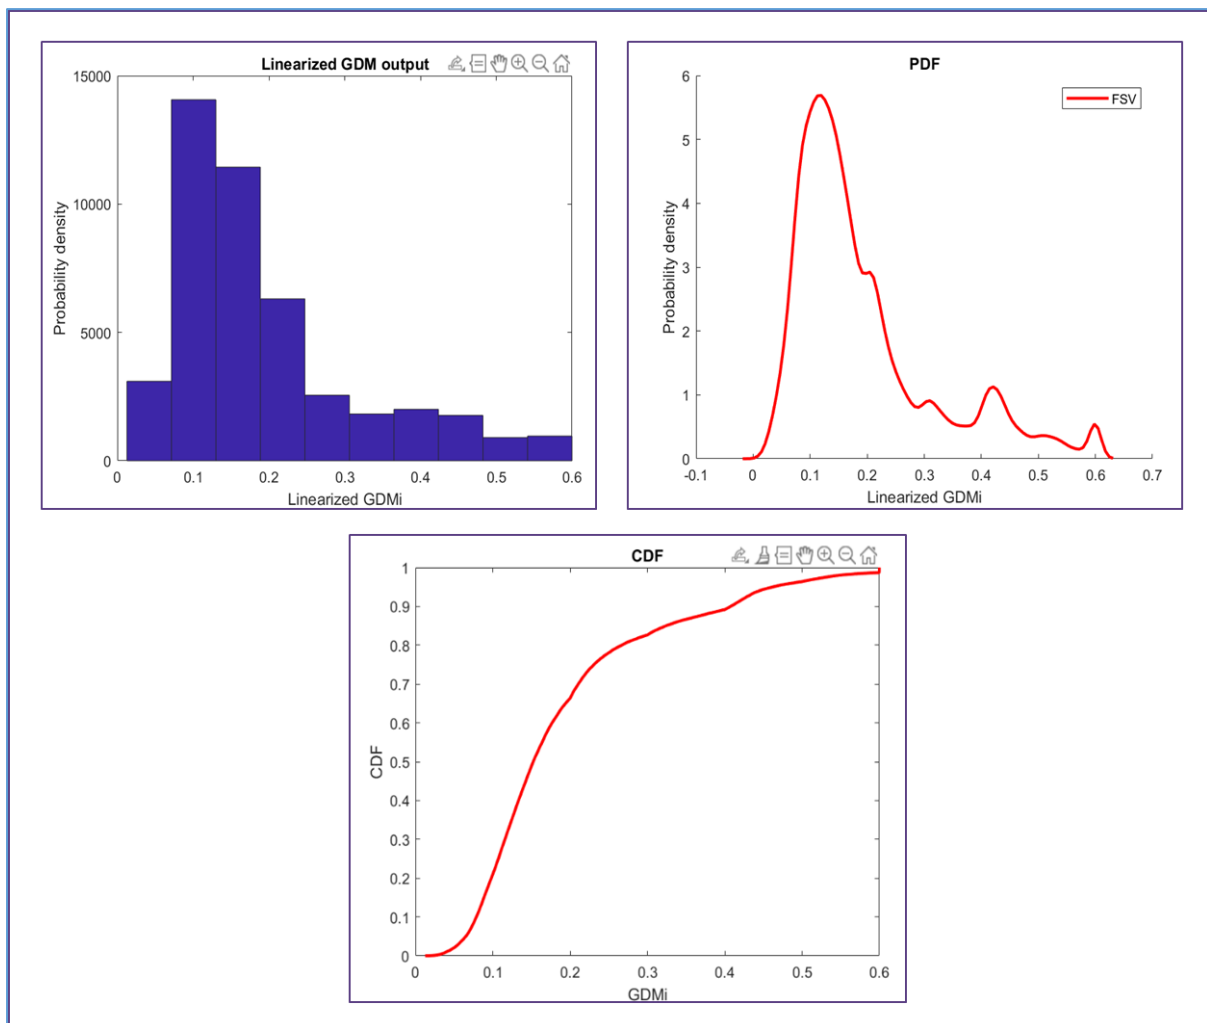 Linearized GDM output
15000
10000
5000
0
Probability density
0 0.1 0.2 0.3 0.4 0.5 0.6
Linearized GDMi
PDF
FSV
6
5
4
3
2
1
0
Probability density
-0.1 0 0.1 0.2 0.3 0.4 0.5 0.6 0.7
Linearized GDMi
CDF
1
0.9
0.8
0.7
0.6
0.5
0.4
0.3
0.2
0.1
0
CDF
0 0.1 0.2 0.3 0.4 0.5 0.6
GDMi